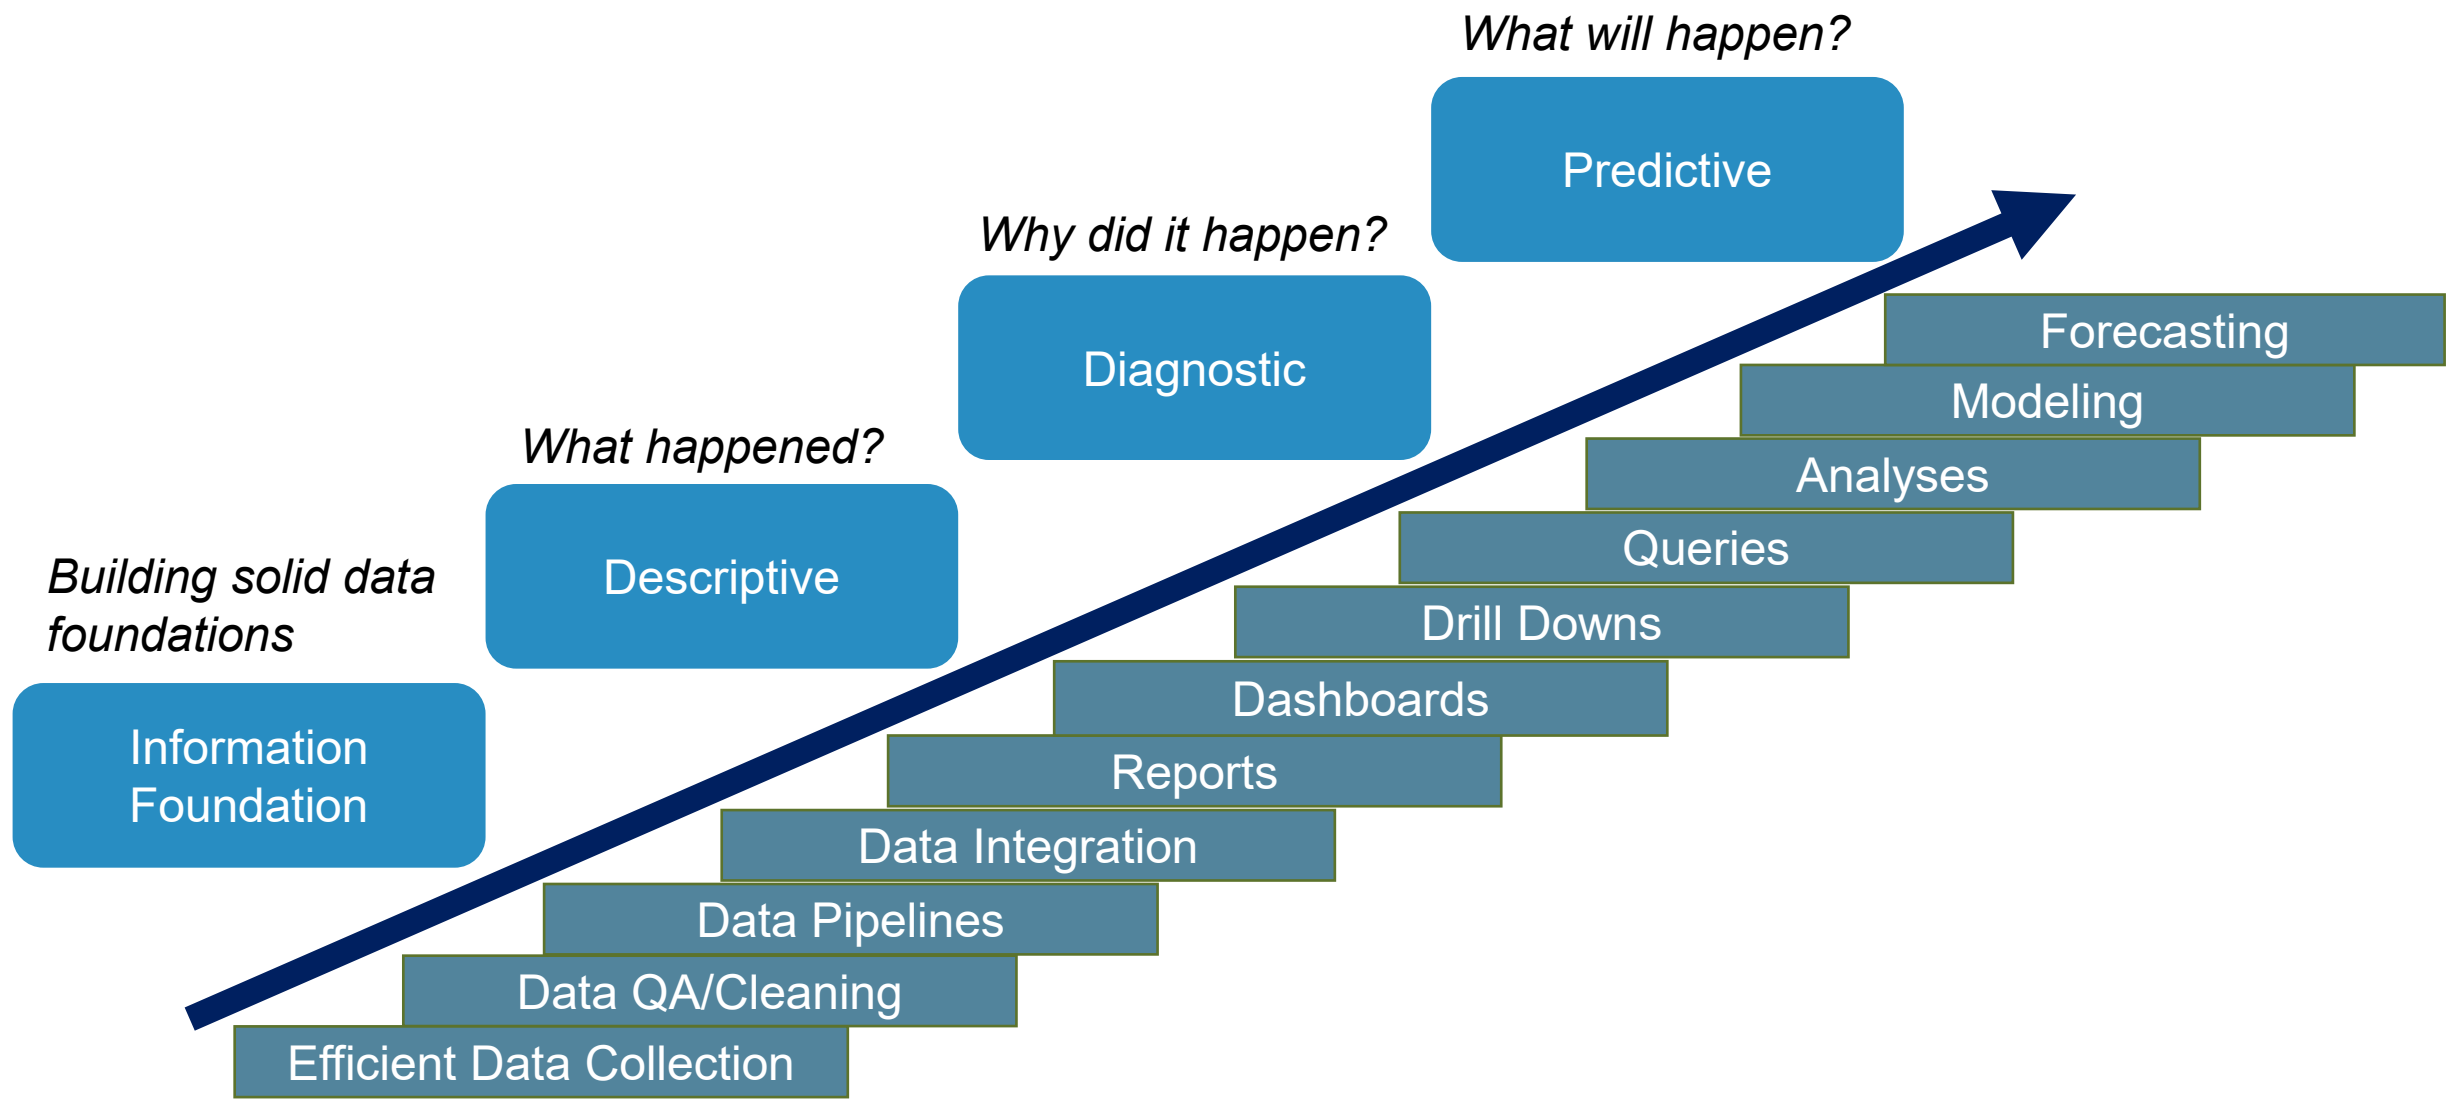 What will happen?
Predictive
Why did it happen?
Diagnostic
What happened?
Descriptive
Building solid data
foundations
Information
Foundation
Forecasting
Modeling
Analyses
Queries
Drill Downs
Dashboards
Reports
Data Integration
Data Pipelines
Data QA/Cleaning
Efficient Data Collection